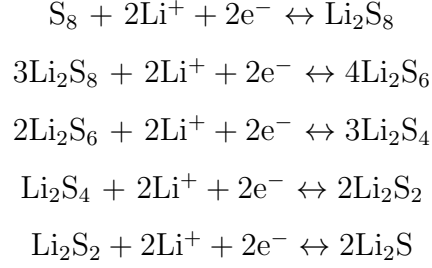 S₈ + 2Li⁺ + 2e⁻ ↔ Li₂S₈
3Li₂S₈ + 2Li⁺ + 2e⁻ ↔ 4Li₂S₆
2Li₂S₆ + 2Li⁺ + 2e⁻ ↔ 3Li₂S₄
Li₂S₄ + 2Li⁺ + 2e⁻ ↔ 2Li₂S₂
Li₂S₂ + 2Li⁺ + 2e⁻ ↔ 2Li₂S